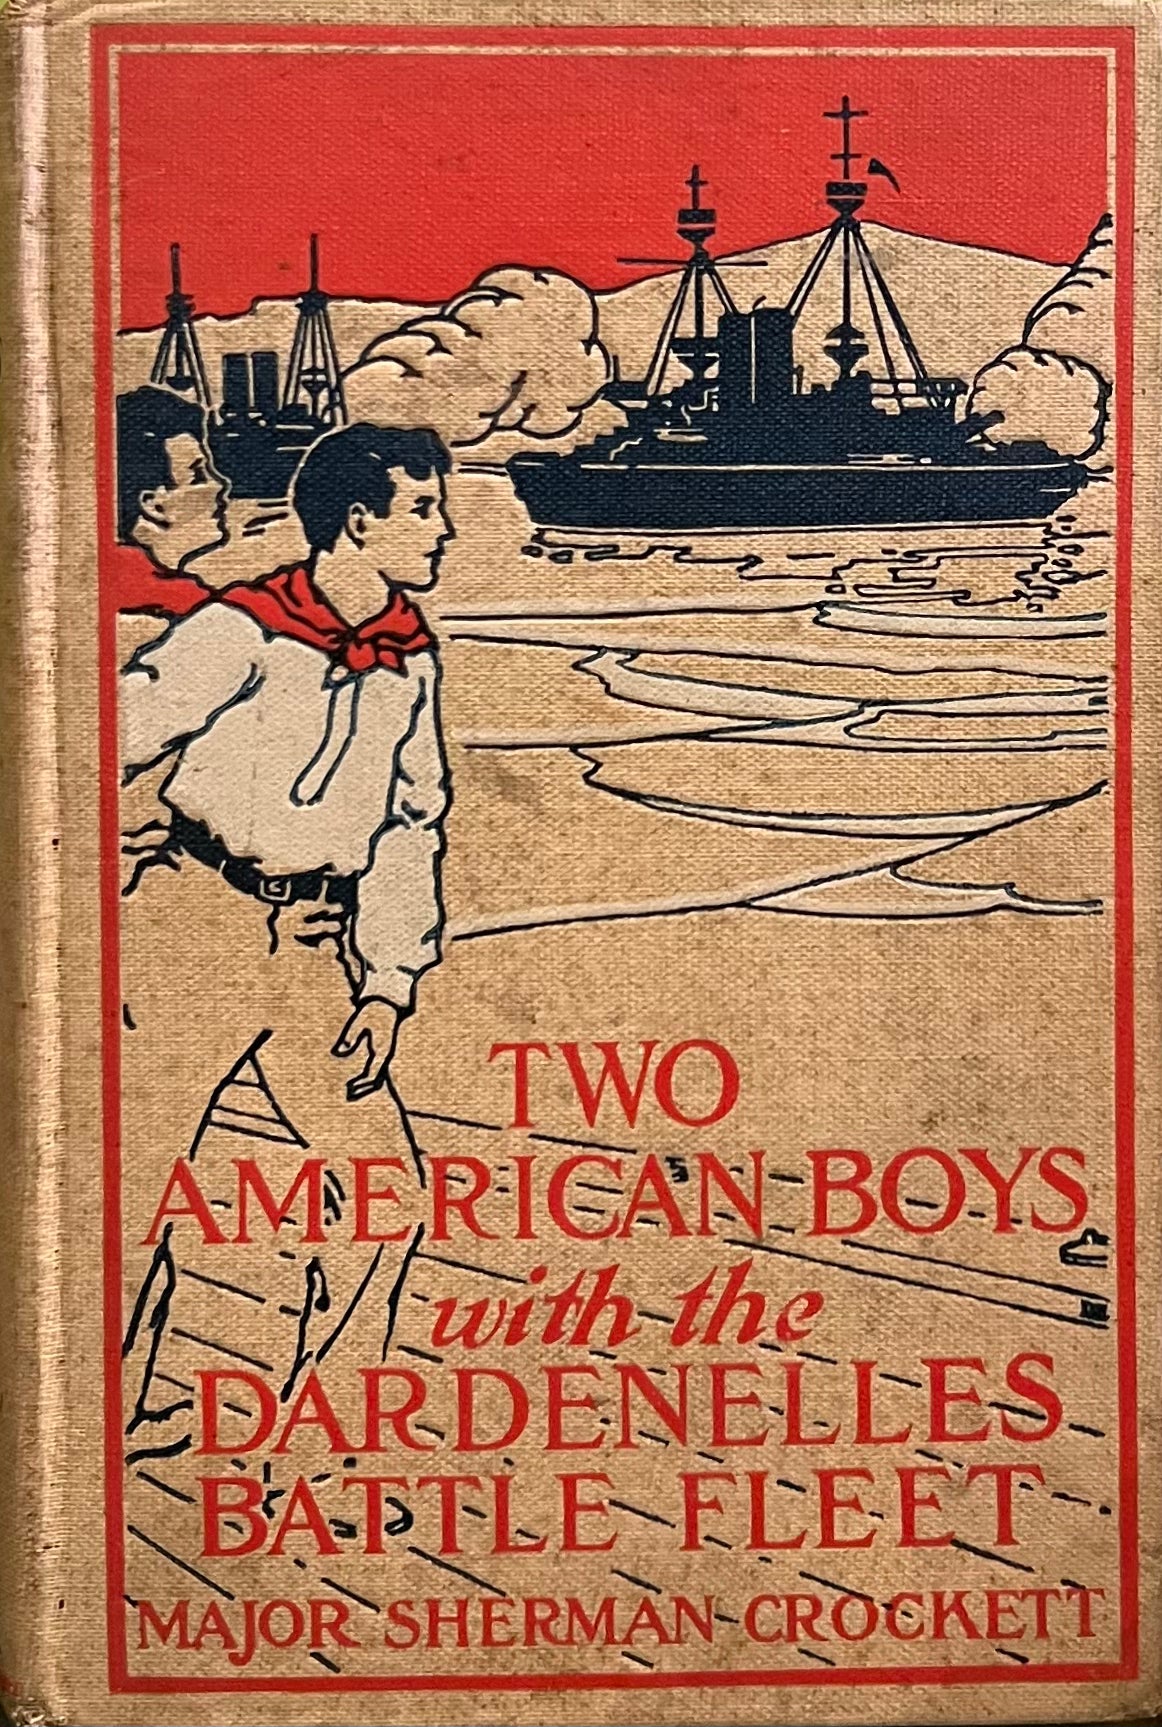 TWO
AMERICAN BOYS
with the
DARDENELLES
BATTLE FLEET
MAJOR SHERMAN CROCKETT